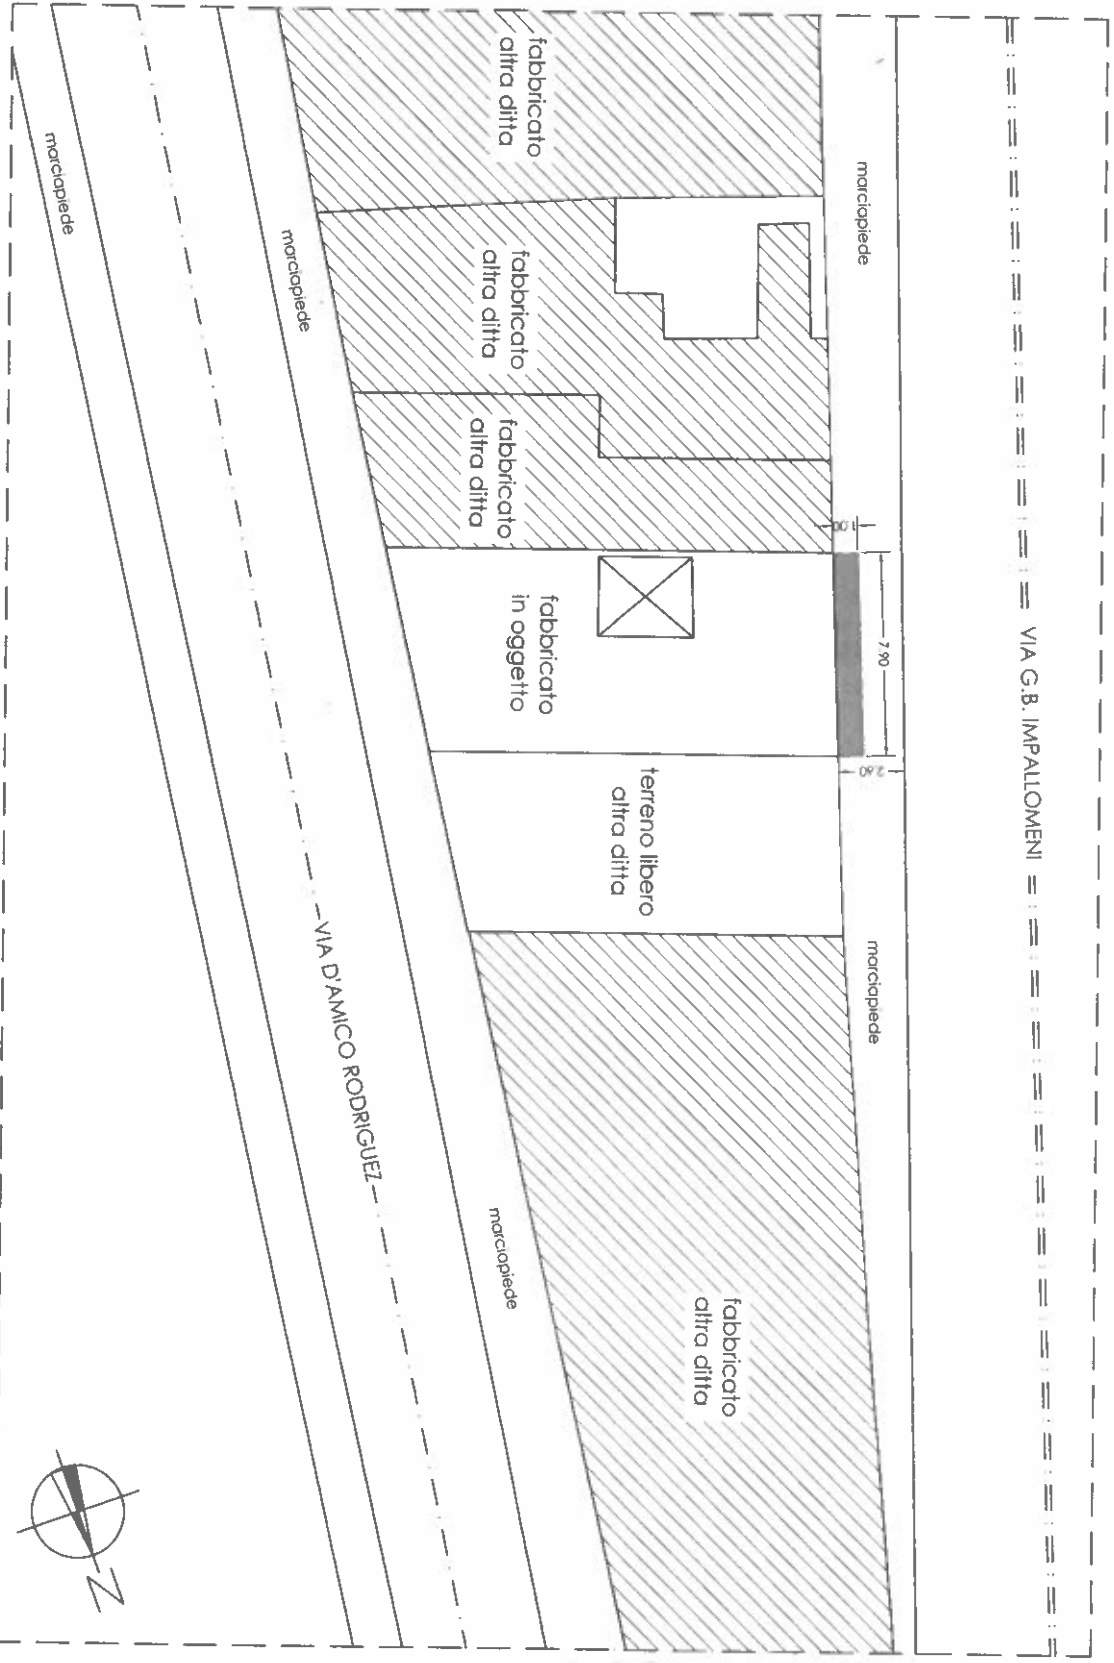 VIA G.B. IMPALLOMENI
marciapiede
marciapiede
1.00
7.90
2.60
fabbricato
altra ditta
fabbricato
altra ditta
fabbricato
altra ditta
fabbricato
in oggetto
terreno libero
altra ditta
fabbricato
altra ditta
marciapiede
marciapiede
marciapiede
VIA D'AMICO RODRIGUEZ
N